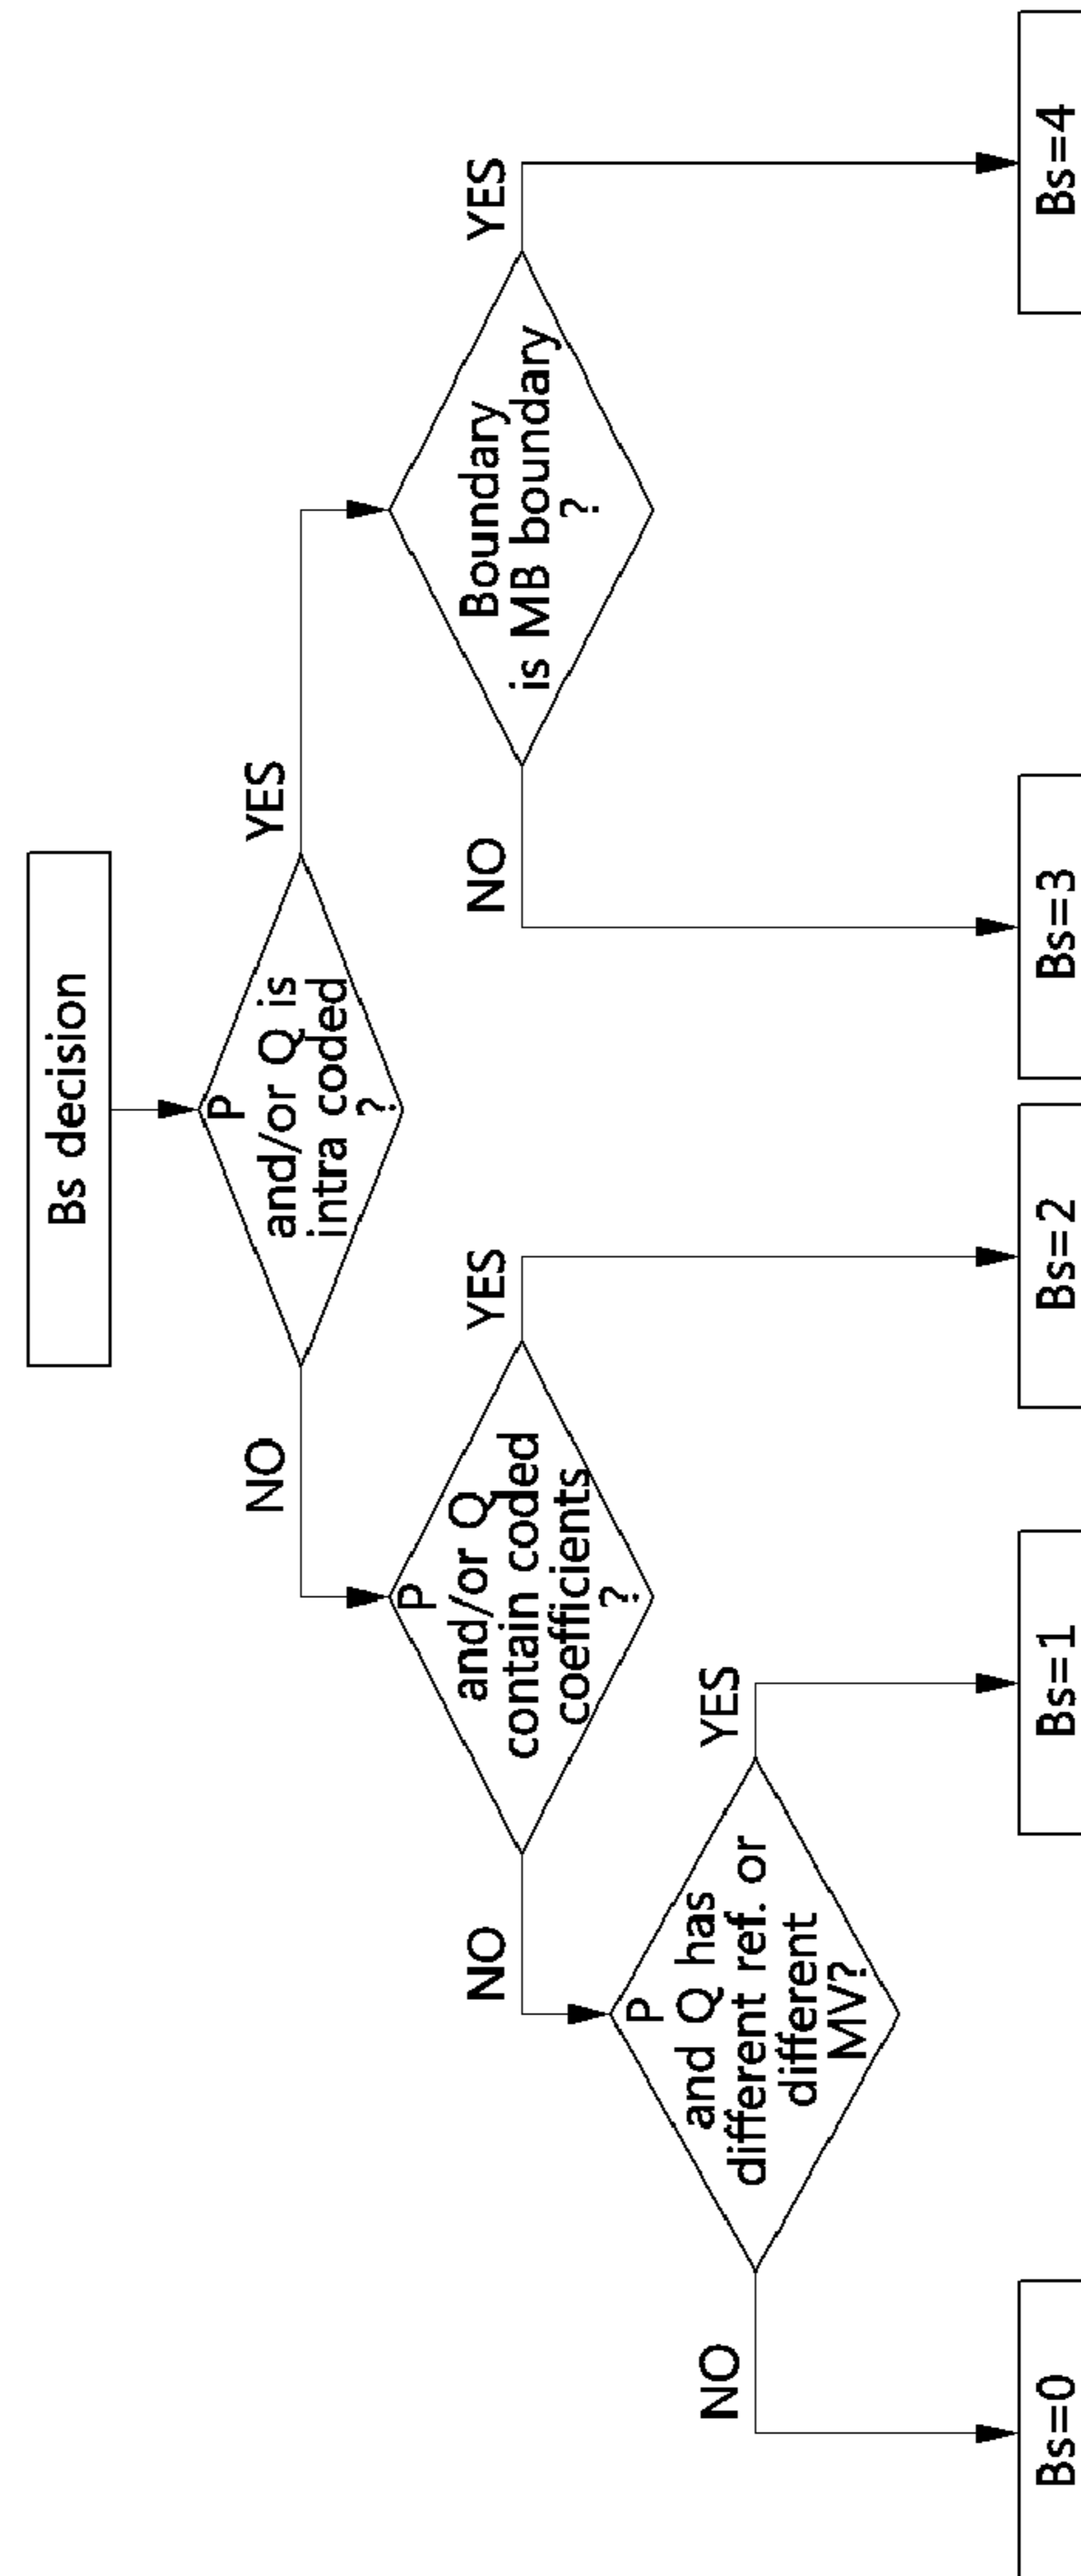 Bs decision
P
and/or Q is
intra coded
?
NO
YES
P
and/or Q
contain coded
coefficients
?
NO
YES
Boundary
is MB boundary
?
NO
YES
P
and Q has
different ref. or
different
MV?
NO
YES
Bs=0
Bs=1
Bs=2
Bs=3
Bs=4